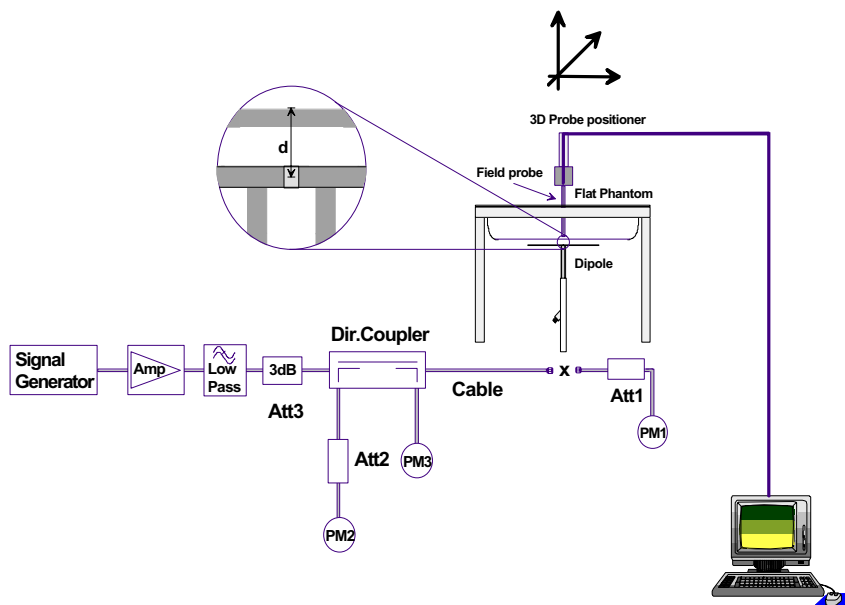 3D Probe positioner
d
Field probe
Flat Phantom
Dipole
Dir.Coupler
Signal
Generator
Amp
Low
Pass
3dB
Att3
Cable
x
Att1
PM1
Att2
PM3
PM2